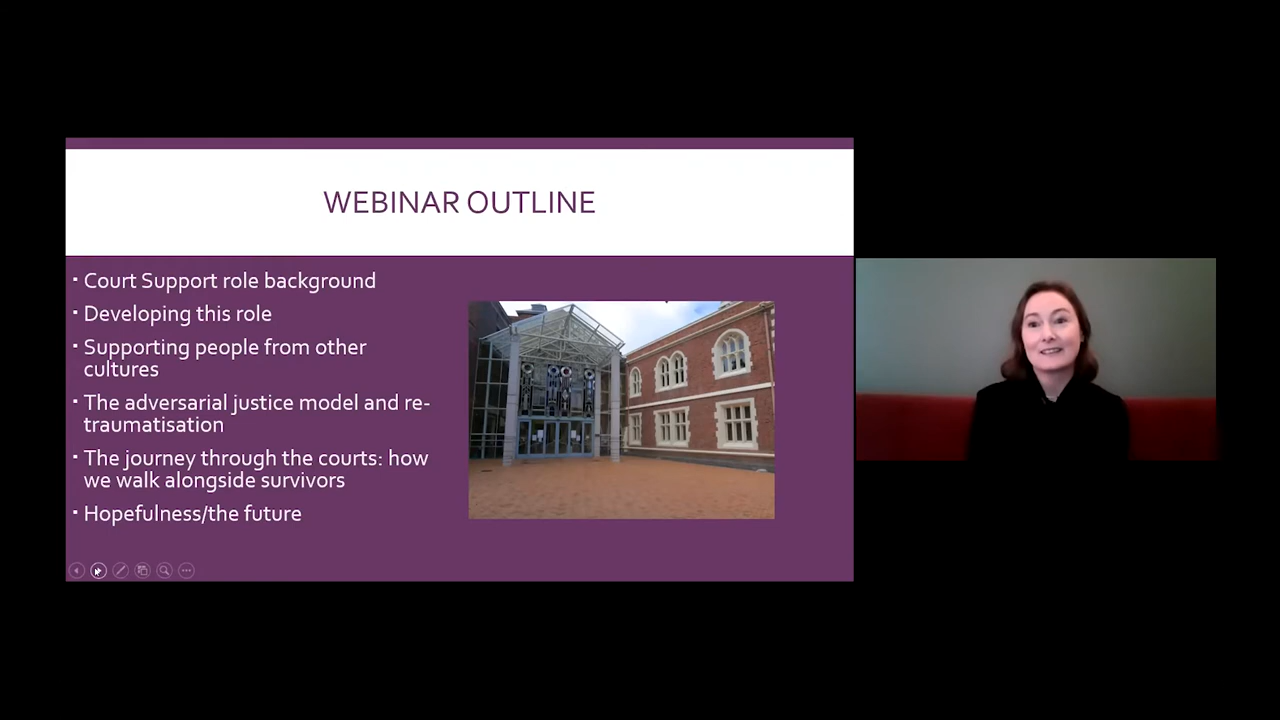 WEBINAR OUTLINE
▪ Court Support role background
▪ Developing this role
▪ Supporting people from other
cultures
▪ The adversarial justice model and re-
traumatisation
▪ The journey through the courts: how
we walk alongside survivors
▪ Hopefulness/the future